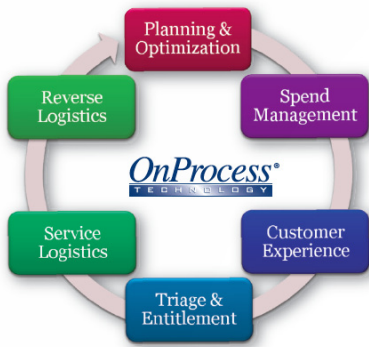 Planning &
Optimization
Spend
Management
Customer
Experience
Triage &
Entitlement
Service
Logistics
Reverse
Logistics
OnProcess®
TECHNOLOGY